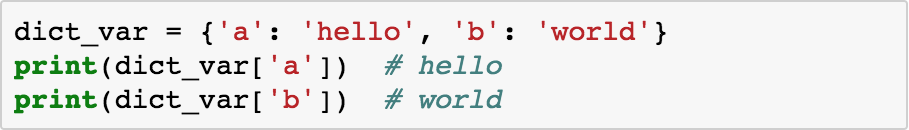 dict_var = {'a': 'hello', 'b': 'world'}
print(dict_var['a'])  # hello
print(dict_var['b'])  # world